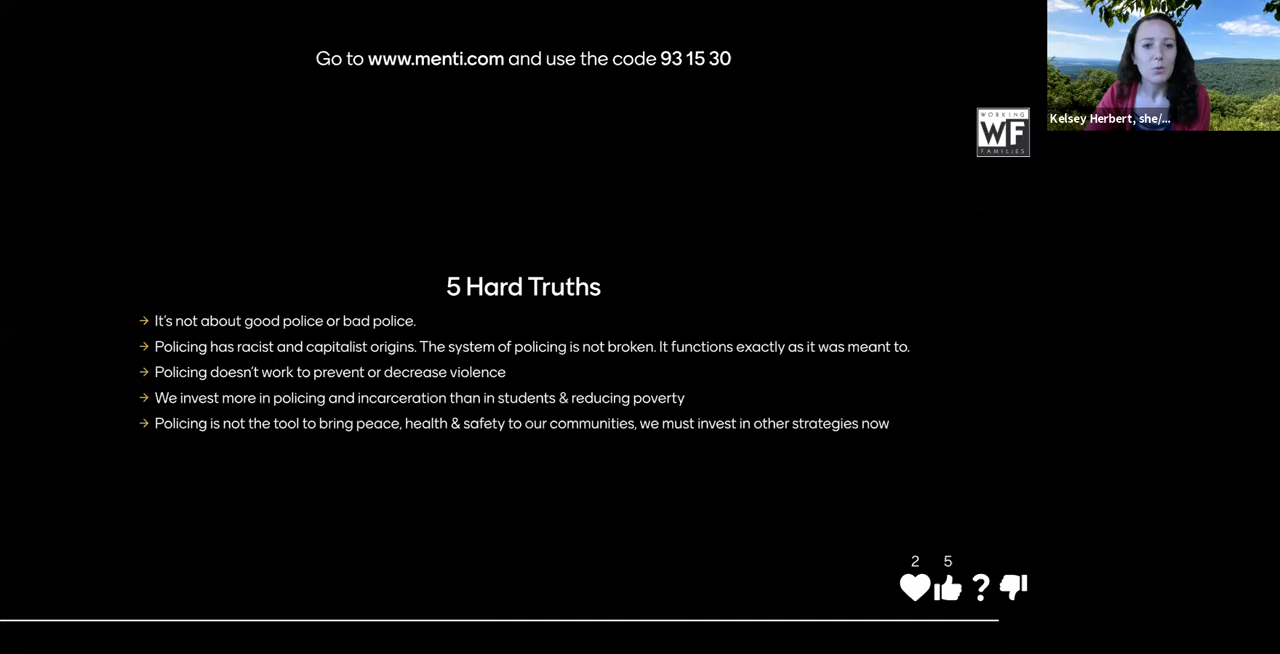 Go to www.menti.com and use the code 93 15 30
WORKING
WF
FAMILIES
Kelsey Herbert, she/...
5 Hard Truths
→ It's not about good police or bad police.
→ Policing has racist and capitalist origins. The system of policing is not broken. It functions exactly as it was meant to.
→ Policing doesn't work to prevent or decrease violence
→ We invest more in policing and incarceration than in students & reducing poverty
→ Policing is not the tool to bring peace, health & safety to our communities, we must invest in other strategies now
2 5
?